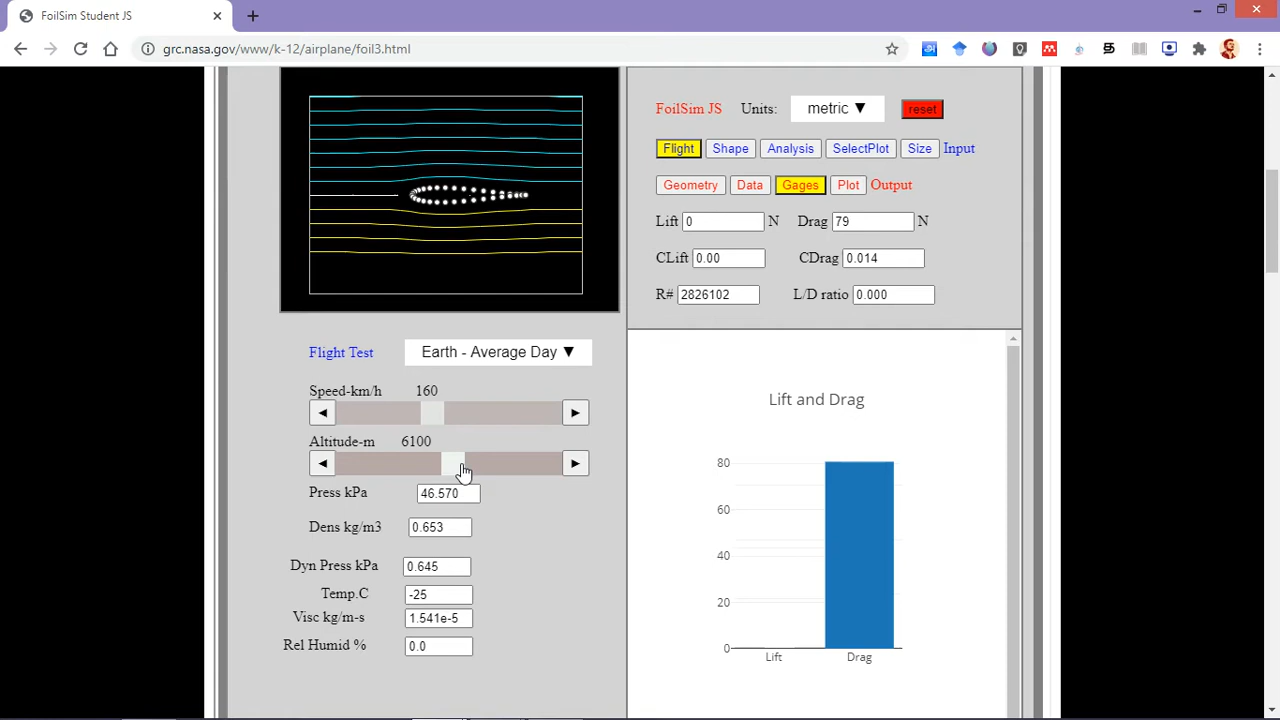 FoilSim Student JS
grc.nasa.gov/www/k-12/airplane/foil3.html
FoilSim JS Units: metric ▼ reset
Flight Shape Analysis SelectPlot Size Input
Geometry Data Gages Plot Output
Lift 0 N Drag 79 N
CLift 0.00 CDrag 0.014
R# 2826102 L/D ratio 0.000
Flight Test Earth - Average Day ▼
Speed-km/h 160
Altitude-m 6100
Press kPa 46.570
Dens kg/m3 0.653
Dyn Press kPa 0.645
Temp.C -25
Visc kg/m-s 1.541e-5
Rel Humid % 0.0
Lift and Drag
80
60
40
20
0
Lift Drag